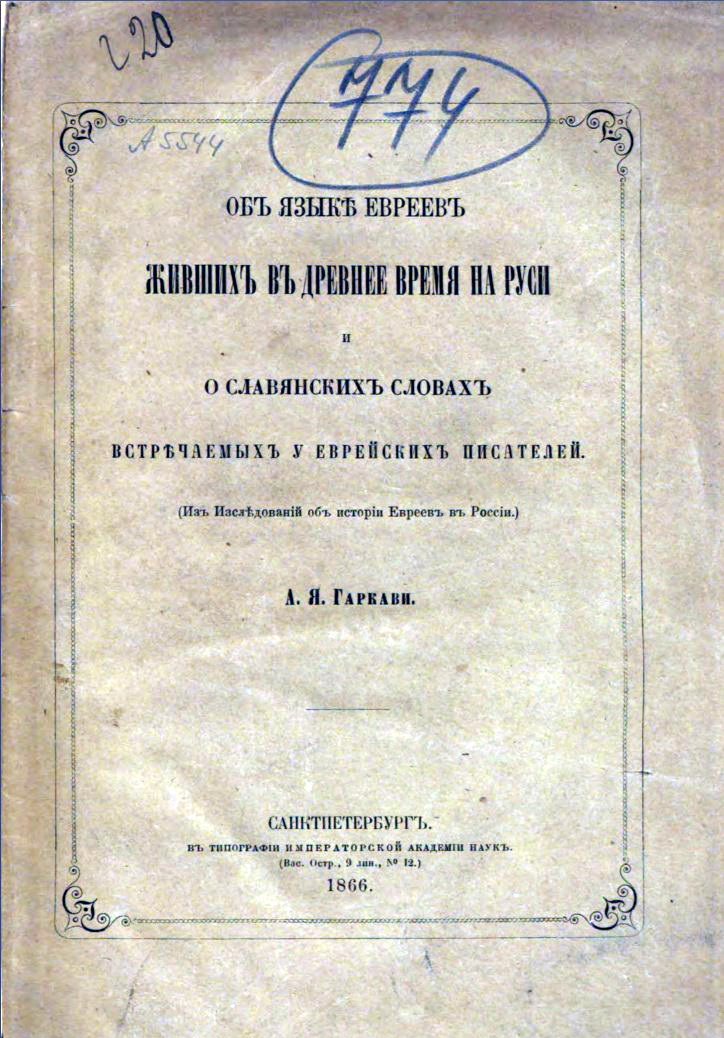 220
774
А5544
ОБЪ ЯЗЫКѢ ЕВРЕЕВЪ
ЖИВШИХЪ ВЪ ДРЕВНЕЕ ВРЕМЯ НА РУСИ
И
О СЛАВЯНСКИХЪ СЛОВАХЪ
ВСТРѢЧАЕМЫХЪ У ЕВРЕЙСКИХЪ ПИСАТЕЛЕЙ.
(Изъ Изслѣдованій объ исторіи Евреевъ въ Россіи.)
А. Я. ГАРКАВИ.
САНКТПЕТЕРБУРГЪ.
ВЪ ТИПОГРАФІИ ИМПЕРАТОРСКОЙ АКАДЕМІИ НАУКЪ.
(Вас. Остр., 9 лин., № 12.)
1866.